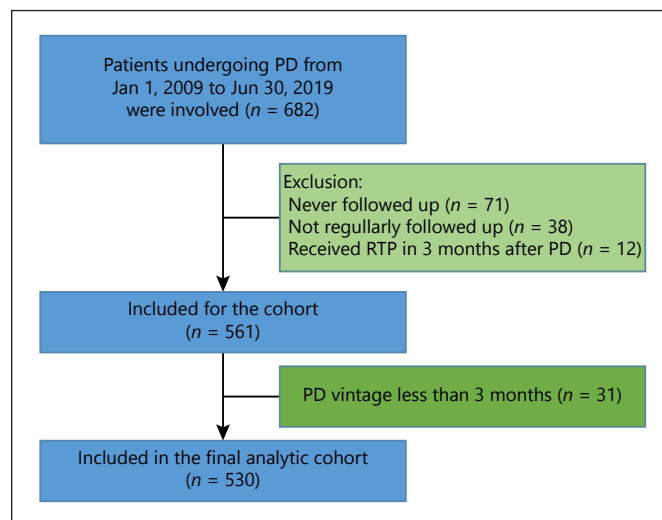 Patients undergoing PD from
Jan 1, 2009 to Jun 30, 2019
were involved (n = 682)
Exclusion:
Never followed up (n = 71)
Not regullarly followed up (n = 38)
Received RTP in 3 months after PD (n = 12)
Included for the cohort
(n = 561)
PD vintage less than 3 months (n = 31)
Included in the final analytic cohort
(n = 530)